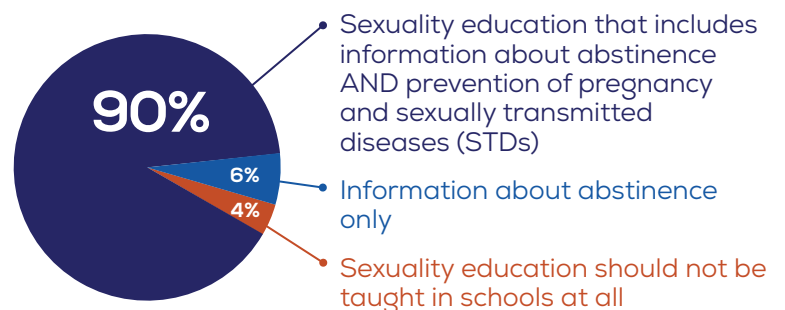 90%
6%
4%
Sexuality education that includes
information about abstinence
AND prevention of pregnancy
and sexually transmitted
diseases (STDs)
Information about abstinence
only
Sexuality education should not be
taught in schools at all